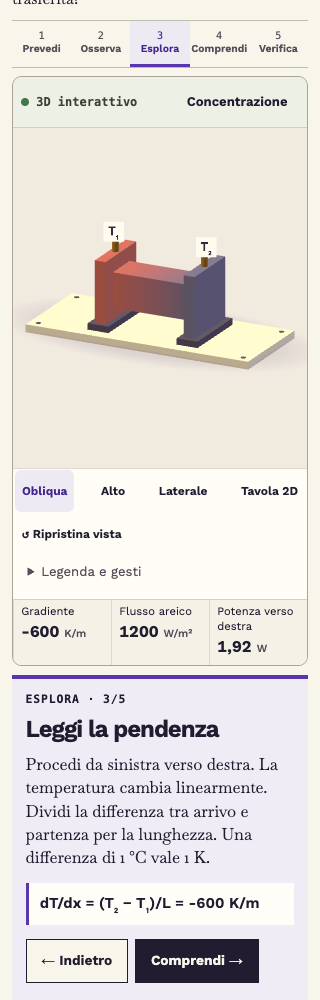 1 2 3 4 5
Prevedi Osserva Esplora Comprendi Verifica
3D interattivo Concentrazione
T₁
T₂
Obliqua Alto Laterale Tavola 2D
↺ Ripristina vista
▶ Legenda e gesti
Gradiente Flusso areico Potenza verso
destra
-600 K/m 1200 W/m²
1,92 W
ESPLORA · 3/5
Leggi la pendenza
Procedi da sinistra verso destra. La
temperatura cambia linearmente.
Dividi la differenza tra arrivo e
partenza per la lunghezza. Una
differenza di 1 °C vale 1 K.
dT/dx = (T₂ − T₁)/L = -600 K/m
← Indietro Comprendi →